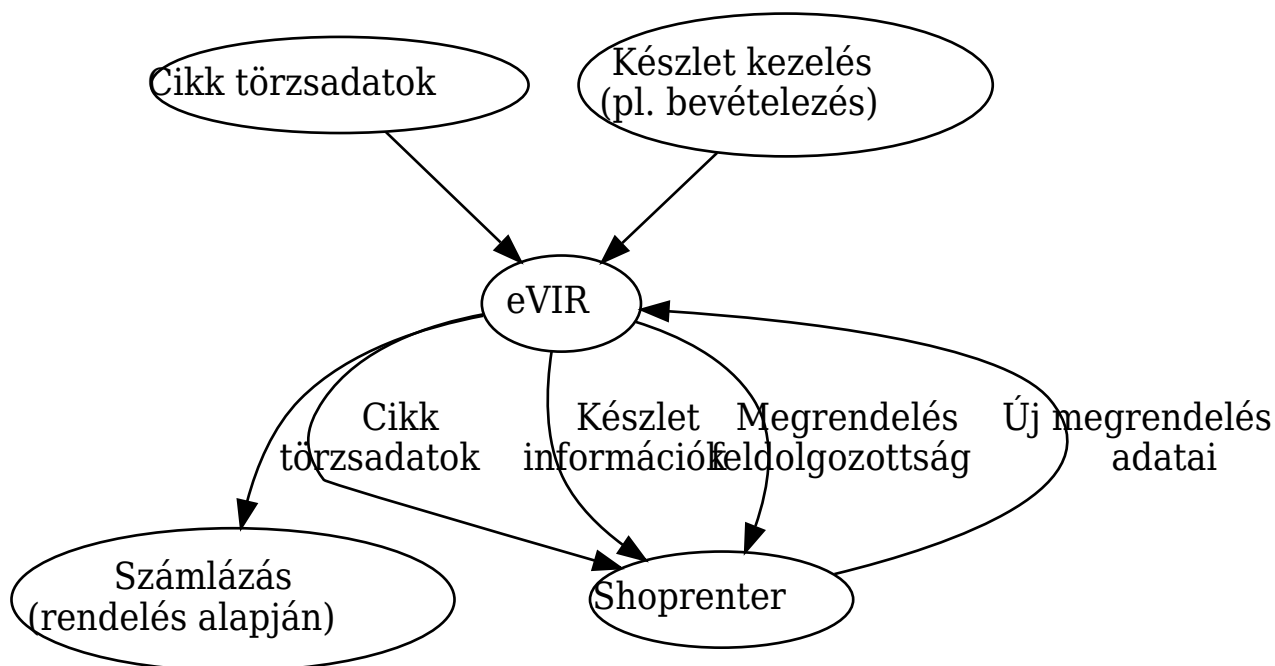 Cikk törzsadatok
Készlet kezelés
(pl. bevételezés)
eVIR
Cikk
törzsadatok
Készlet
információk
Megrendelés
feldolgozottság
Új megrendelés
adatai
Számlázás
(rendelés alapján)
Shoprenter